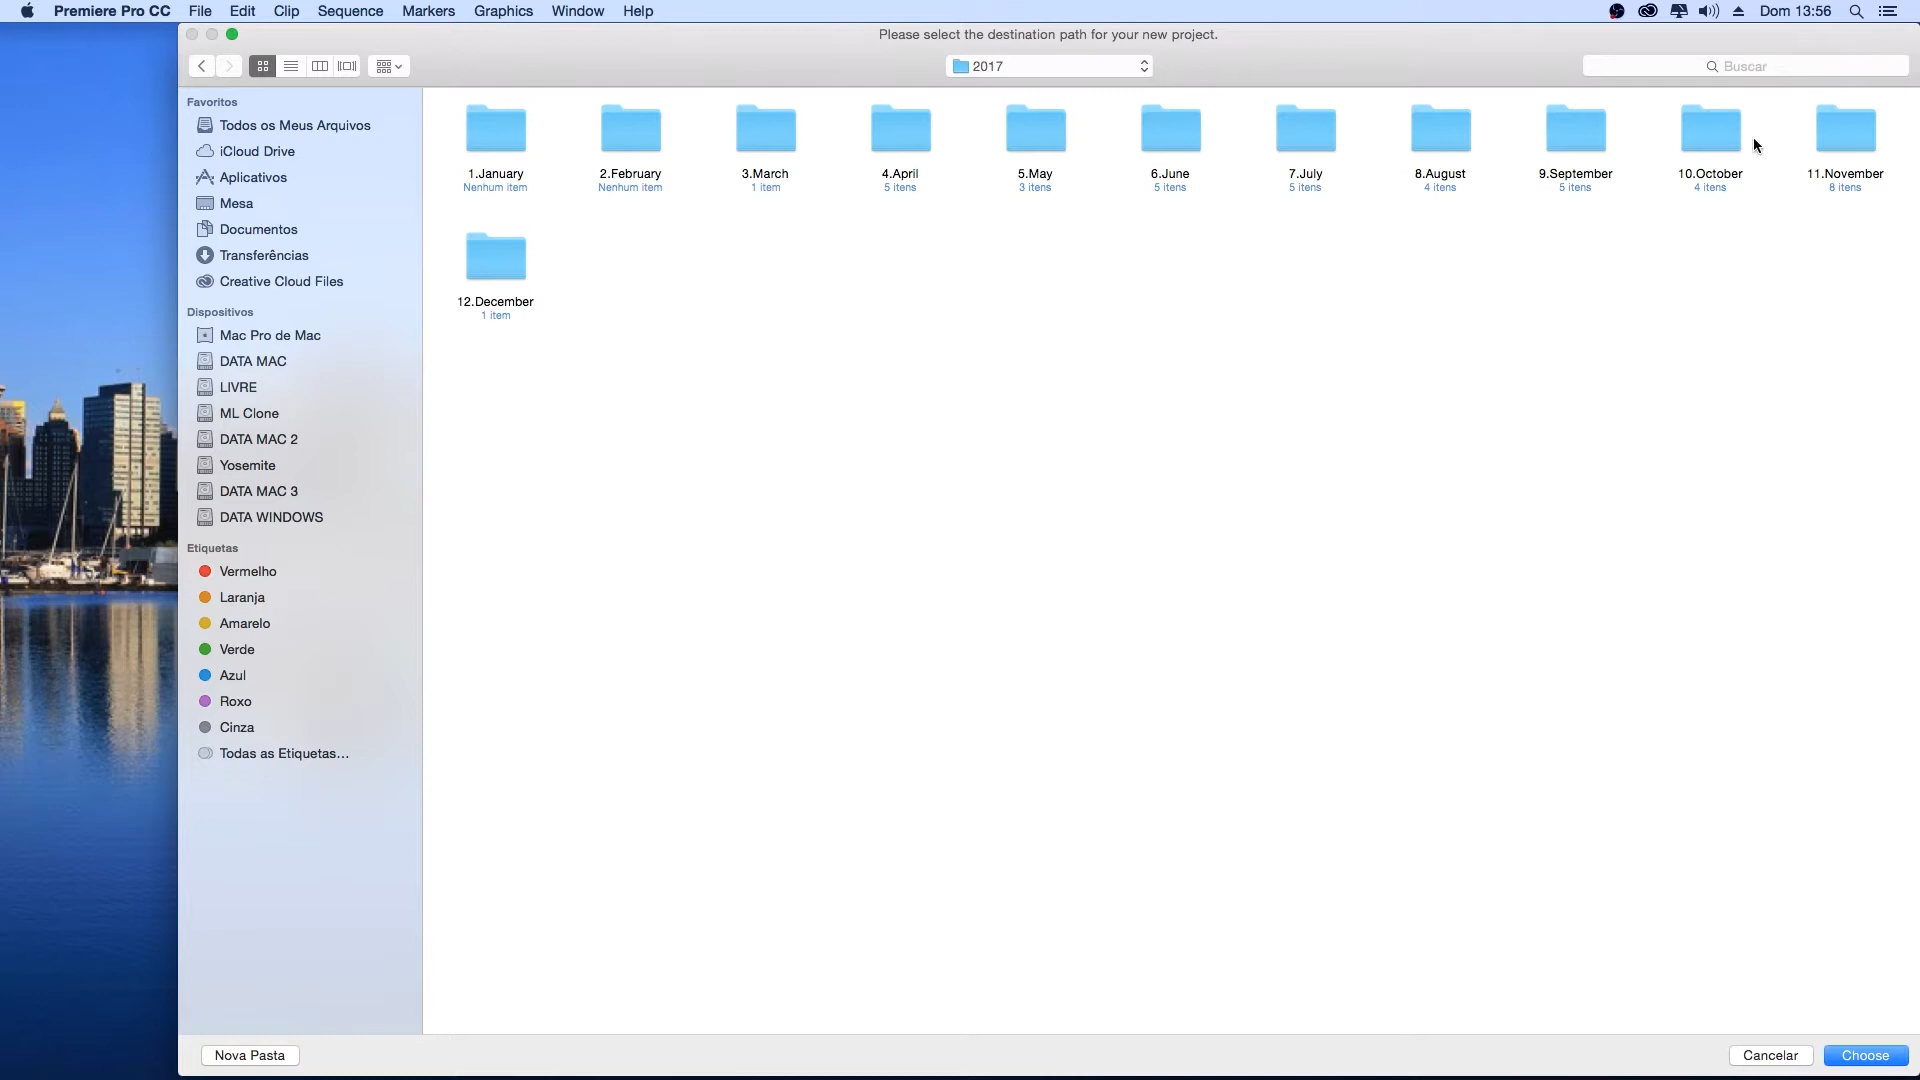 Premiere Pro CC File Edit Clip Sequence Markers Graphics Window Help Dom 13:56
Please select the destination path for your new project.
2017
Buscar
Favoritos
Todos os Meus Arquivos
iCloud Drive
Aplicativos
Mesa
Documentos
Transferências
Creative Cloud Files
Dispositivos
Mac Pro de Mac
DATA MAC
LIVRE
ML Clone
DATA MAC 2
Yosemite
DATA MAC 3
DATA WINDOWS
Etiquetas
Vermelho
Laranja
Amarelo
Verde
Azul
Roxo
Cinza
Todas as Etiquetas...
1.January 2.February 3.March 4.April 5.May 6.June 7.July 8.August 9.September 10.October 11.November
Nenhum item Nenhum item 1 item 5 itens 3 itens 5 itens 5 itens 4 itens 5 itens 4 itens 8 itens
12.December
1 item
Nova Pasta Cancelar Choose